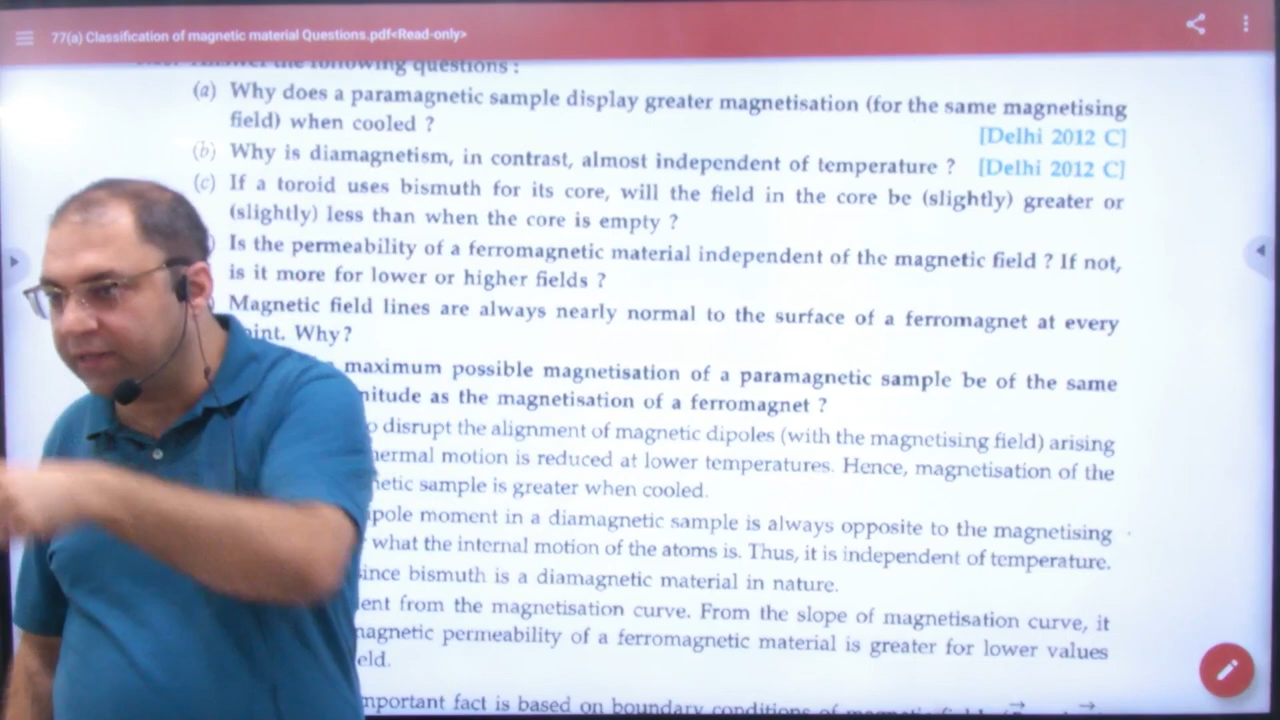 77(a) Classification of magnetic material Questions.pdf<Read-only>
Answer the following questions :
(a) Why does a paramagnetic sample display greater magnetisation (for the same magnetising
field) when cooled ? [Delhi 2012 C]
(b) Why is diamagnetism, in contrast, almost independent of temperature ? [Delhi 2012 C]
(c) If a toroid uses bismuth for its core, will the field in the core be (slightly) greater or
(slightly) less than when the core is empty ?
Is the permeability of a ferromagnetic material independent of the magnetic field ? If not,
is it more for lower or higher fields ?
Magnetic field lines are always nearly normal to the surface of a ferromagnet at every
oint. Why?
maximum possible magnetisation of a paramagnetic sample be of the same
nitude as the magnetisation of a ferromagnet ?
o disrupt the alignment of magnetic dipoles (with the magnetising field) arising
hermal motion is reduced at lower temperatures. Hence, magnetisation of the
netic sample is greater when cooled.
pole moment in a diamagnetic sample is always opposite to the magnetising
what the internal motion of the atoms is. Thus, it is independent of temperature.
since bismuth is a diamagnetic material in nature.
ent from the magnetisation curve. From the slope of magnetisation curve, it
nagnetic permeability of a ferromagnetic material is greater for lower values
eld.
mportant fact is based on boundary conditions of